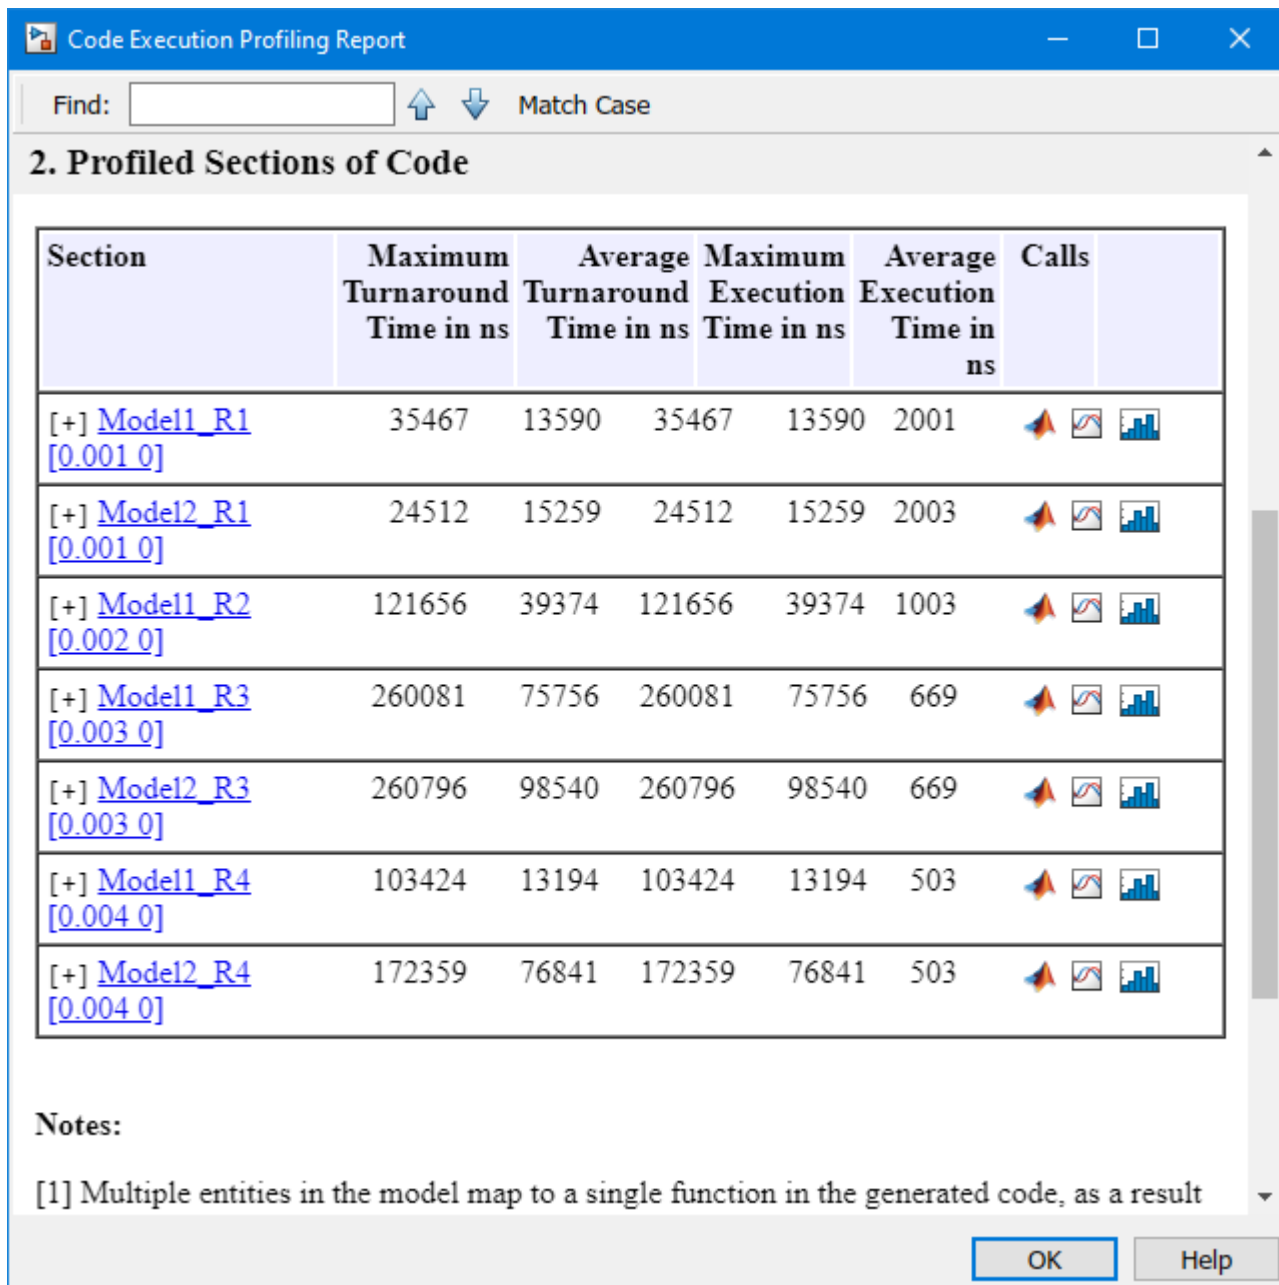 Code Execution Profiling Report
Find: Match Case
2. Profiled Sections of Code
Section Maximum Average Maximum Average Calls
Turnaround Turnaround Execution Execution
Time in ns Time in ns Time in ns Time in
ns
[+] Model1_R1 35467 13590 35467 13590 2001
[0.001 0]
[+] Model2_R1 24512 15259 24512 15259 2003
[0.001 0]
[+] Model1_R2 121656 39374 121656 39374 1003
[0.002 0]
[+] Model1_R3 260081 75756 260081 75756 669
[0.003 0]
[+] Model2_R3 260796 98540 260796 98540 669
[0.003 0]
[+] Model1_R4 103424 13194 103424 13194 503
[0.004 0]
[+] Model2_R4 172359 76841 172359 76841 503
[0.004 0]
Notes:
[1] Multiple entities in the model map to a single function in the generated code, as a result
OK Help